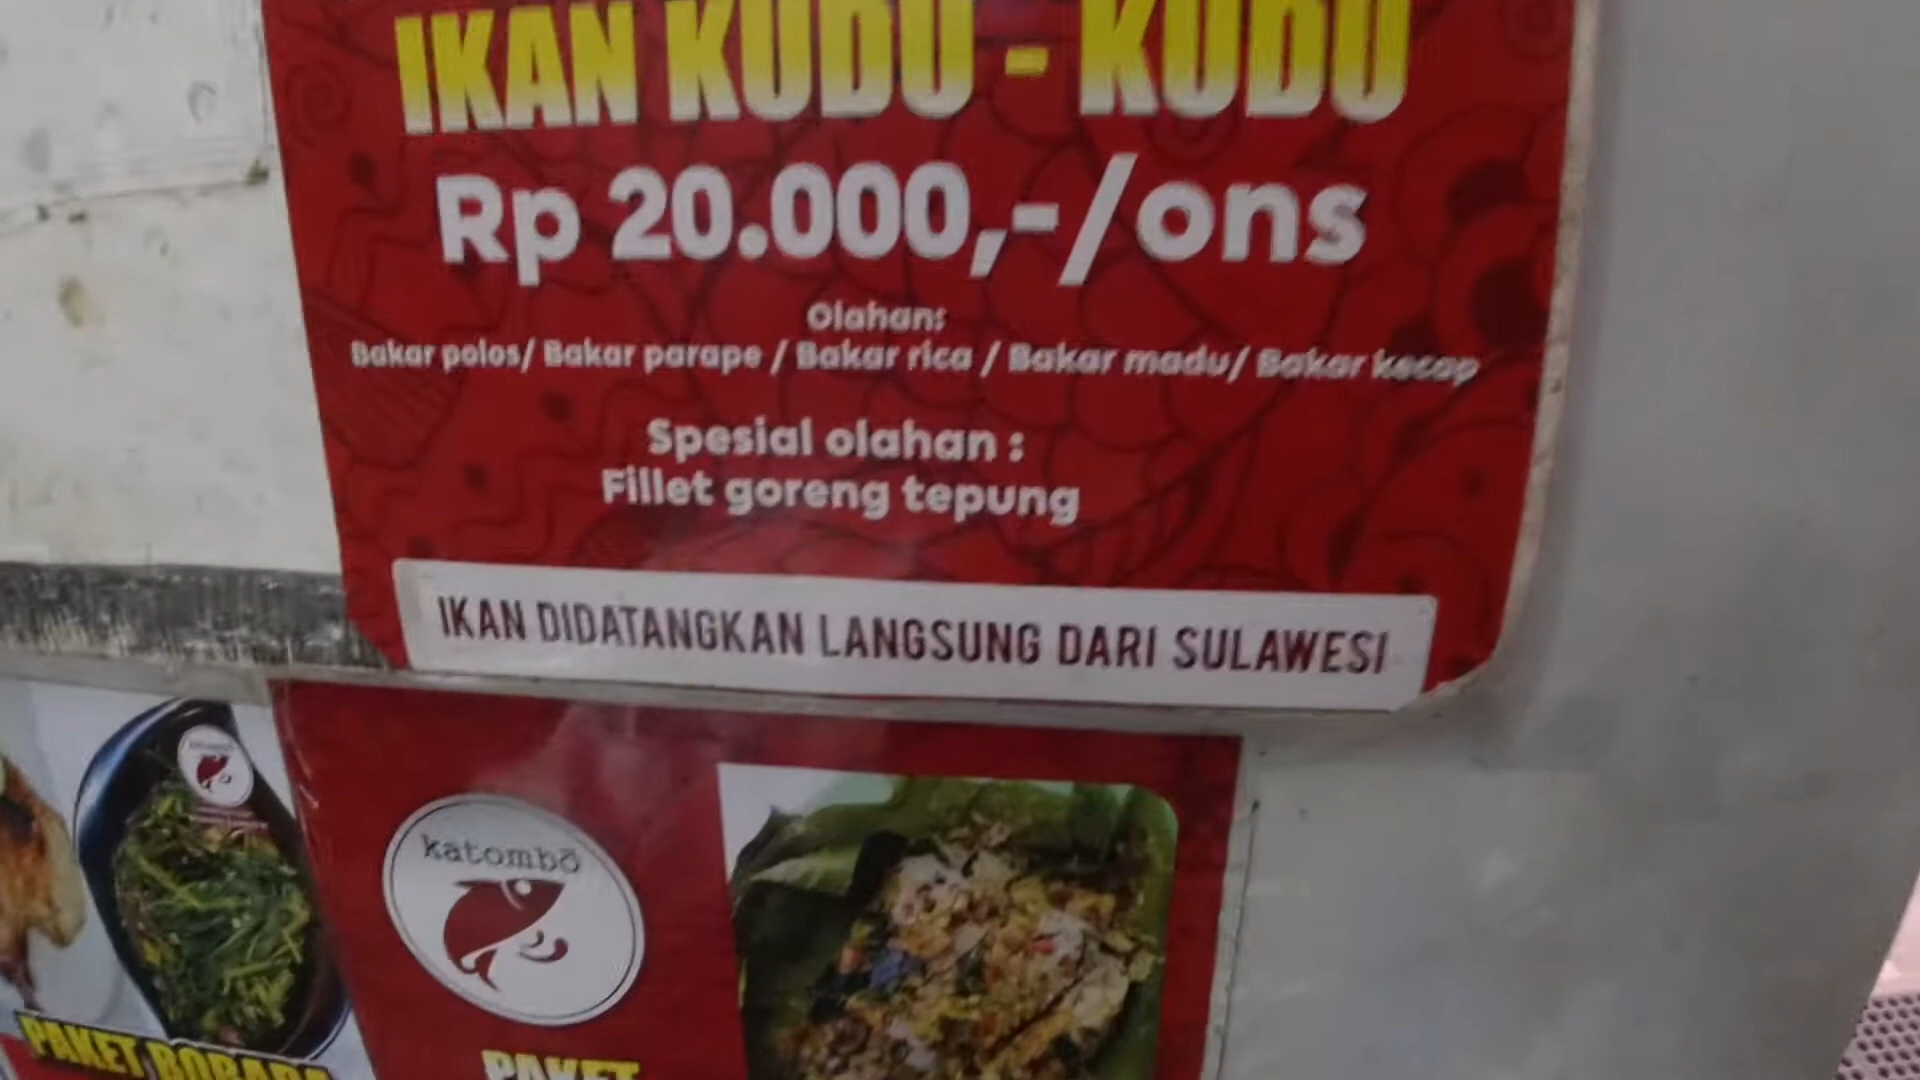 IKAN KUDU - KUDU
Rp 20.000,-/ons
Olahan:
Bakar polos/ Bakar parape / Bakar rica / Bakar madu/ Bakar kecap
Spesial olahan :
Fillet goreng tepung
IKAN DIDATANGKAN LANGSUNG DARI SULAWESI
katombo
PAKET BOBARA
PAKET